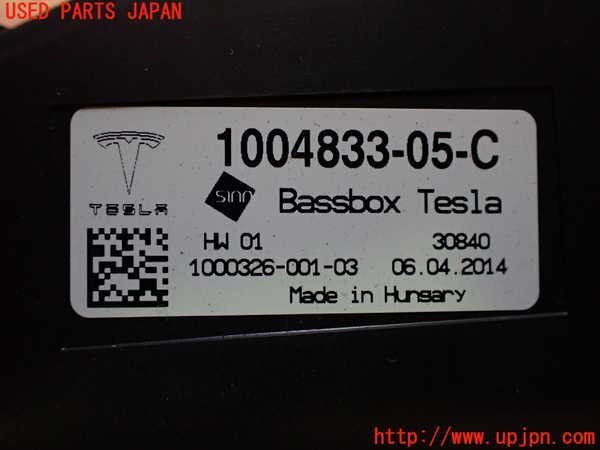 USED PARTS JAPAN
1004833-05-C
TESLA
sinn Bassbox Tesla
HW 01 30840
1000326-001-03 06.04.2014
Made in Hungary
http://www.upjpn.com/